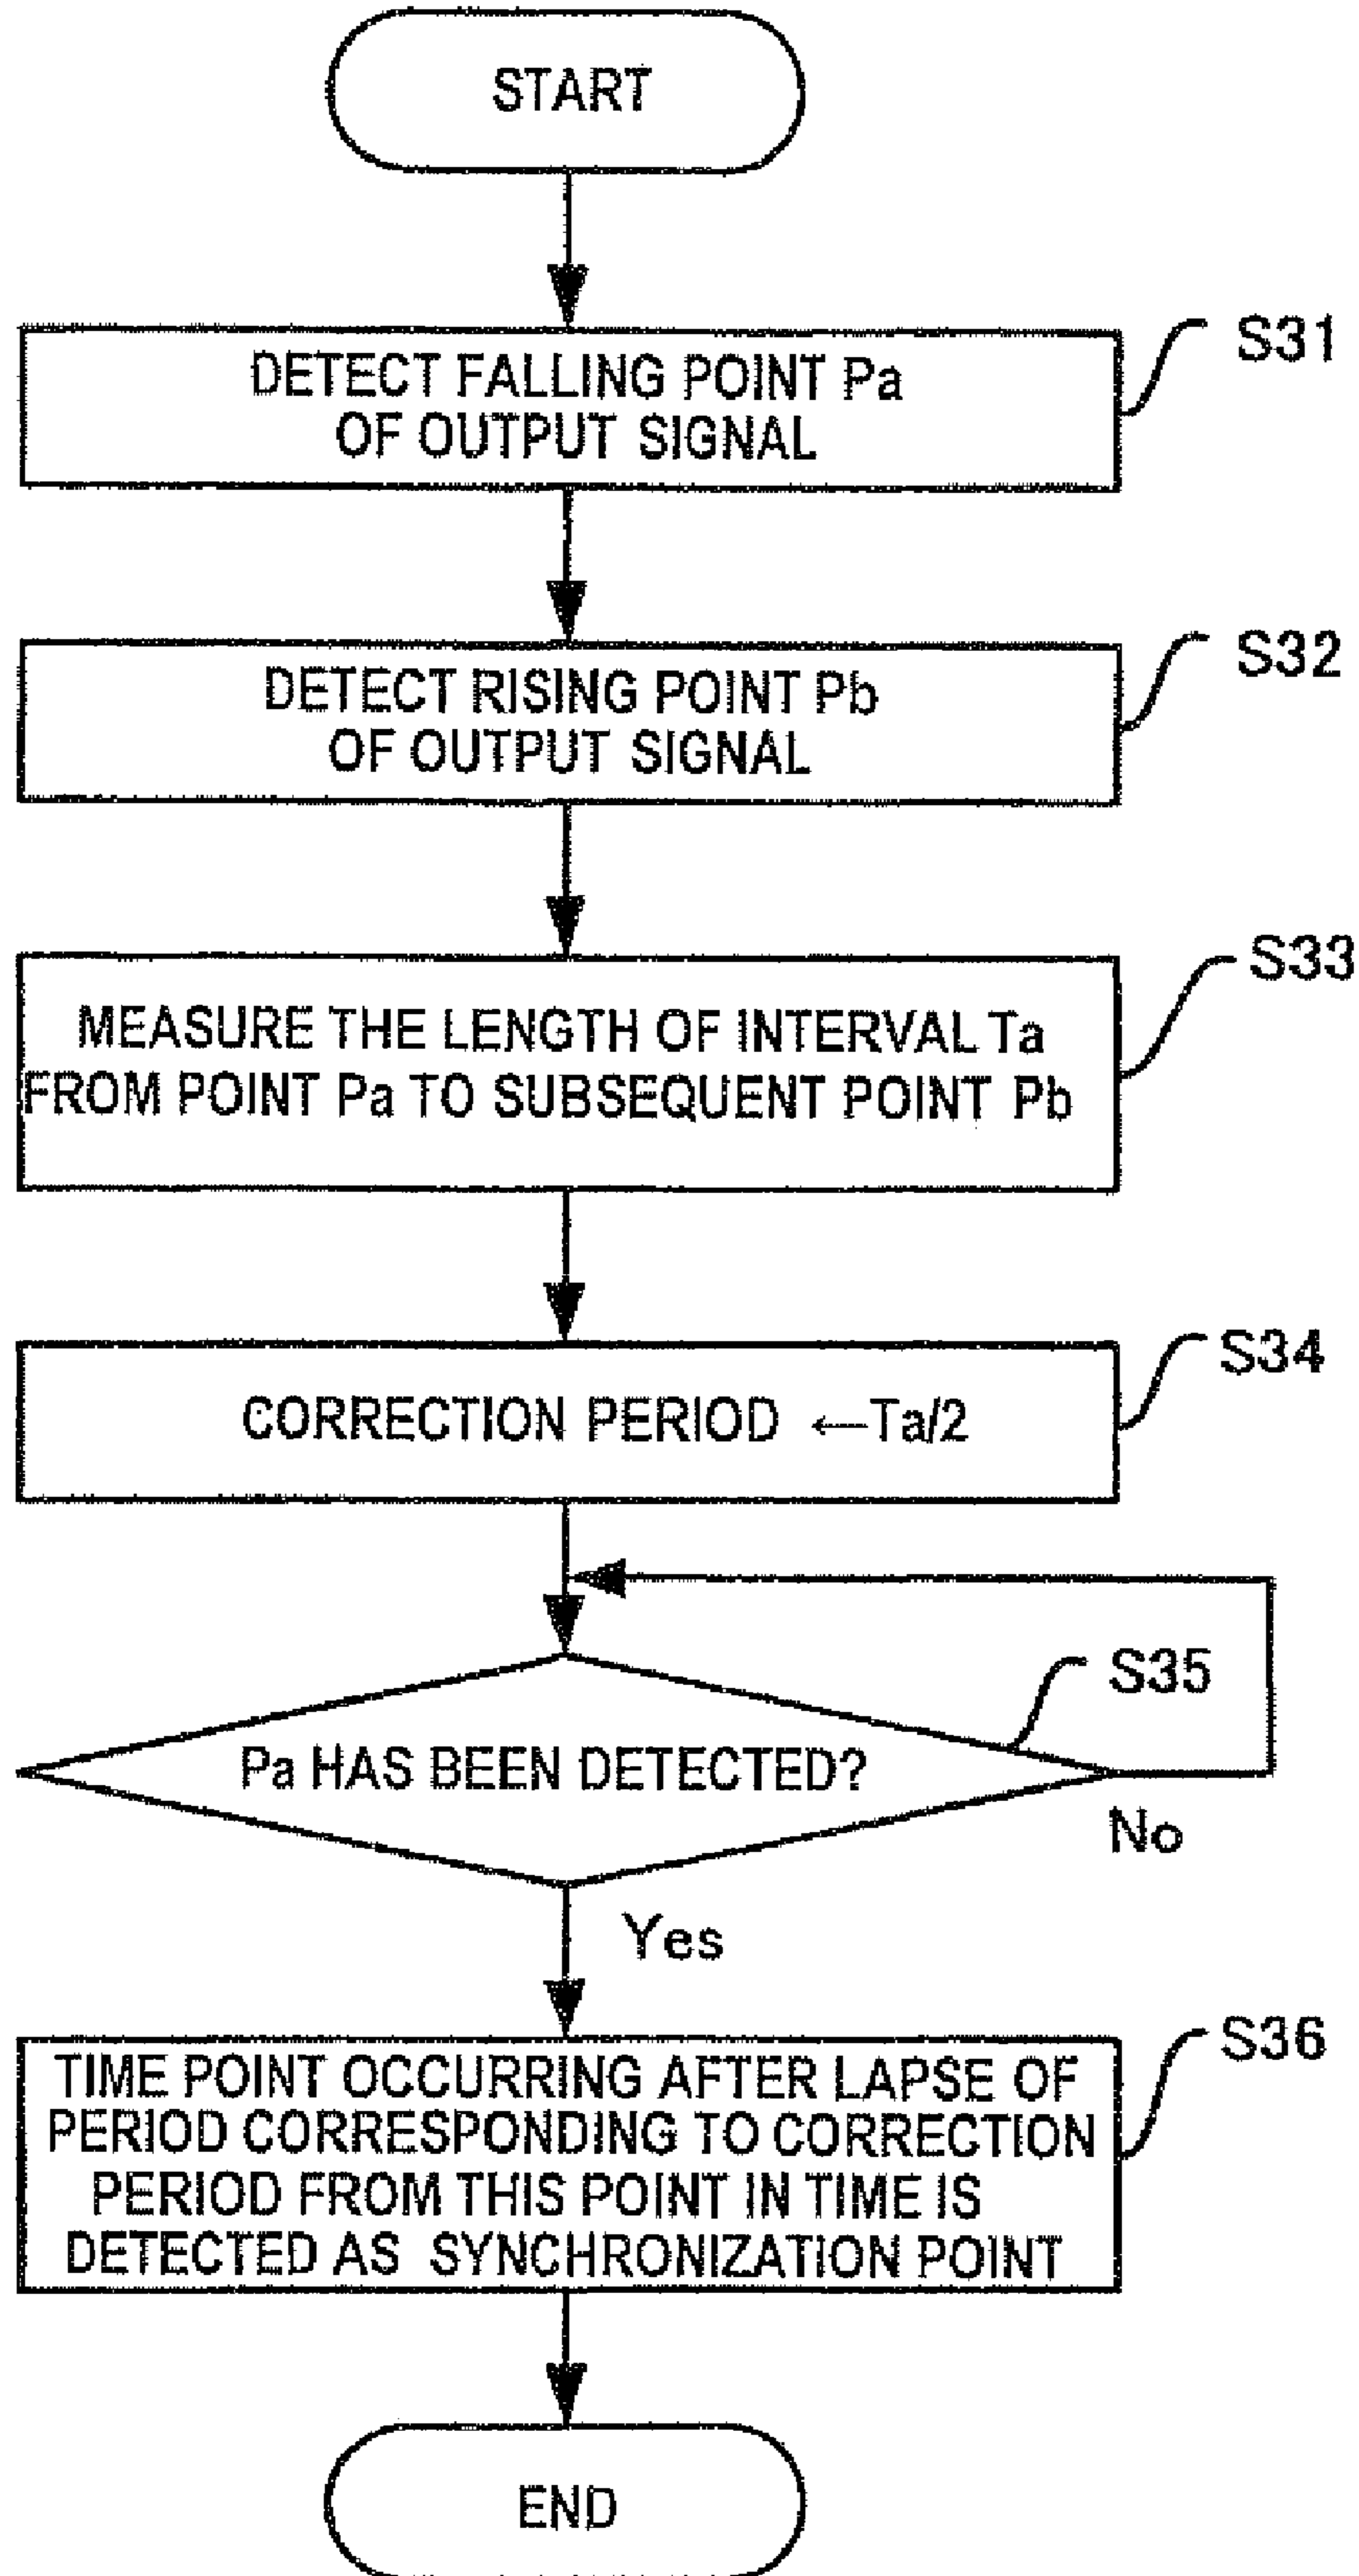 START
DETECT FALLING POINT Pa
OF OUTPUT SIGNAL
S31
DETECT RISING POINT Pb
OF OUTPUT SIGNAL
S32
MEASURE THE LENGTH OF INTERVAL Ta
FROM POINT Pa TO SUBSEQUENT POINT Pb
S33
CORRECTION PERIOD ←Ta/2
S34
Pa HAS BEEN DETECTED?
S35
No
Yes
TIME POINT OCCURRING AFTER LAPSE OF
PERIOD CORRESPONDING TO CORRECTION
PERIOD FROM THIS POINT IN TIME IS
DETECTED AS SYNCHRONIZATION POINT
S36
END